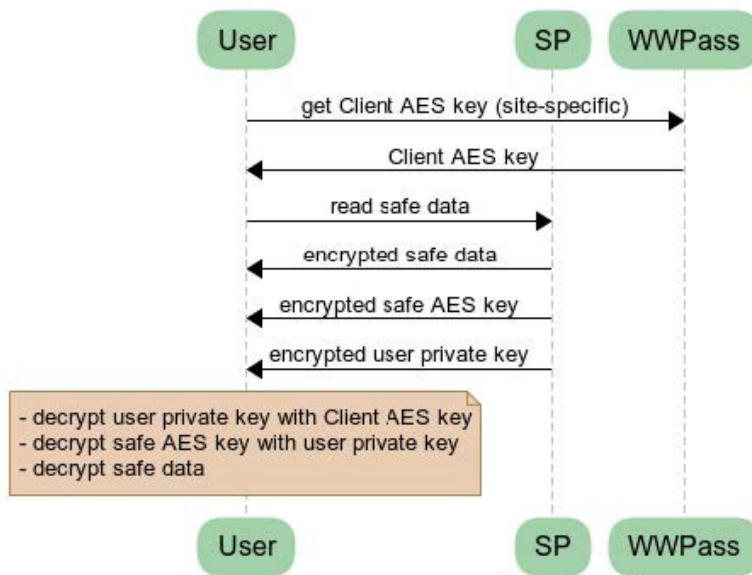 User SP WWPass
get Client AES key (site-specific)
Client AES key
read safe data
encrypted safe data
encrypted safe AES key
encrypted user private key
- decrypt user private key with Client AES key
- decrypt safe AES key with user private key
- decrypt safe data
User SP WWPass